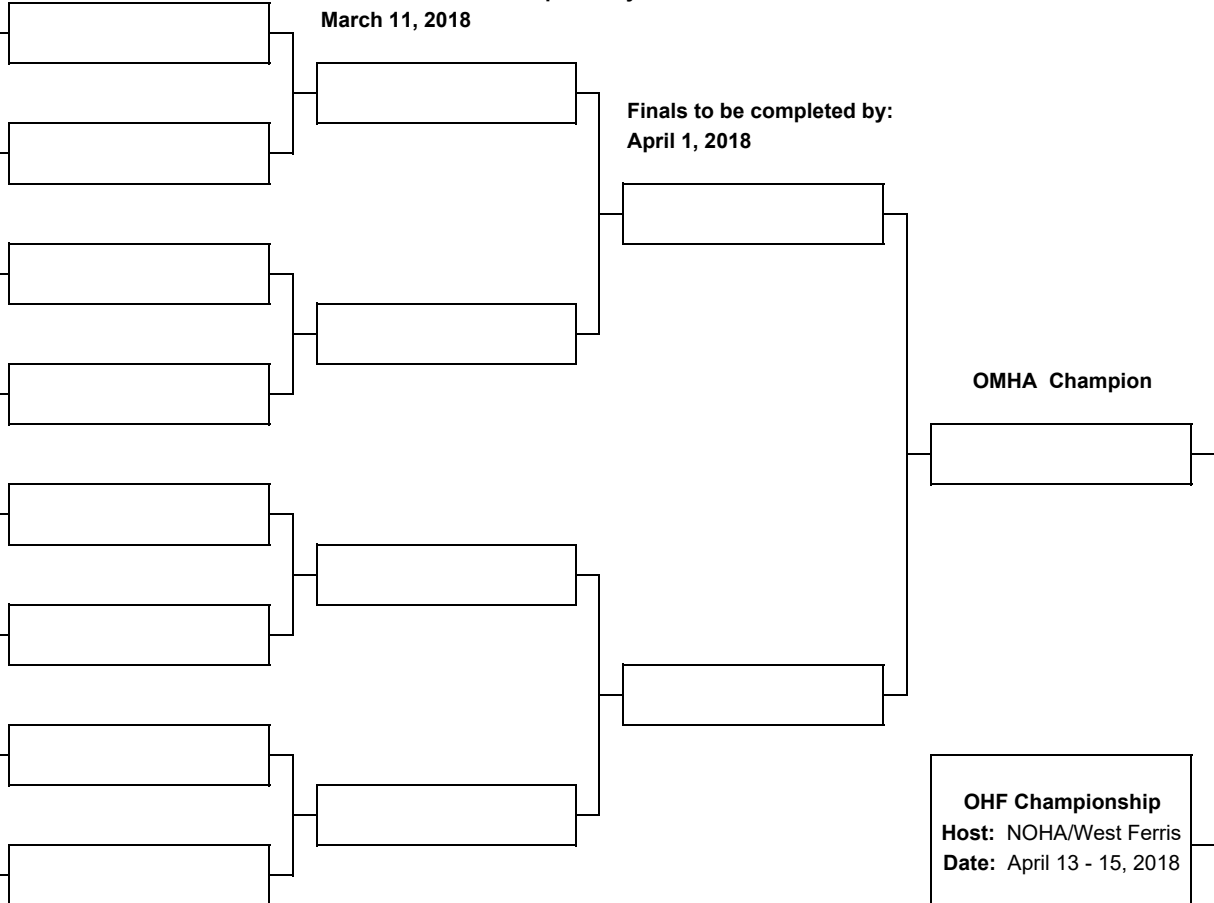 March 11, 2018
Finals to be completed by:
April 1, 2018
OMHA Champion
OHF Championship
Host: NOHA/West Ferris
Date: April 13 - 15, 2018